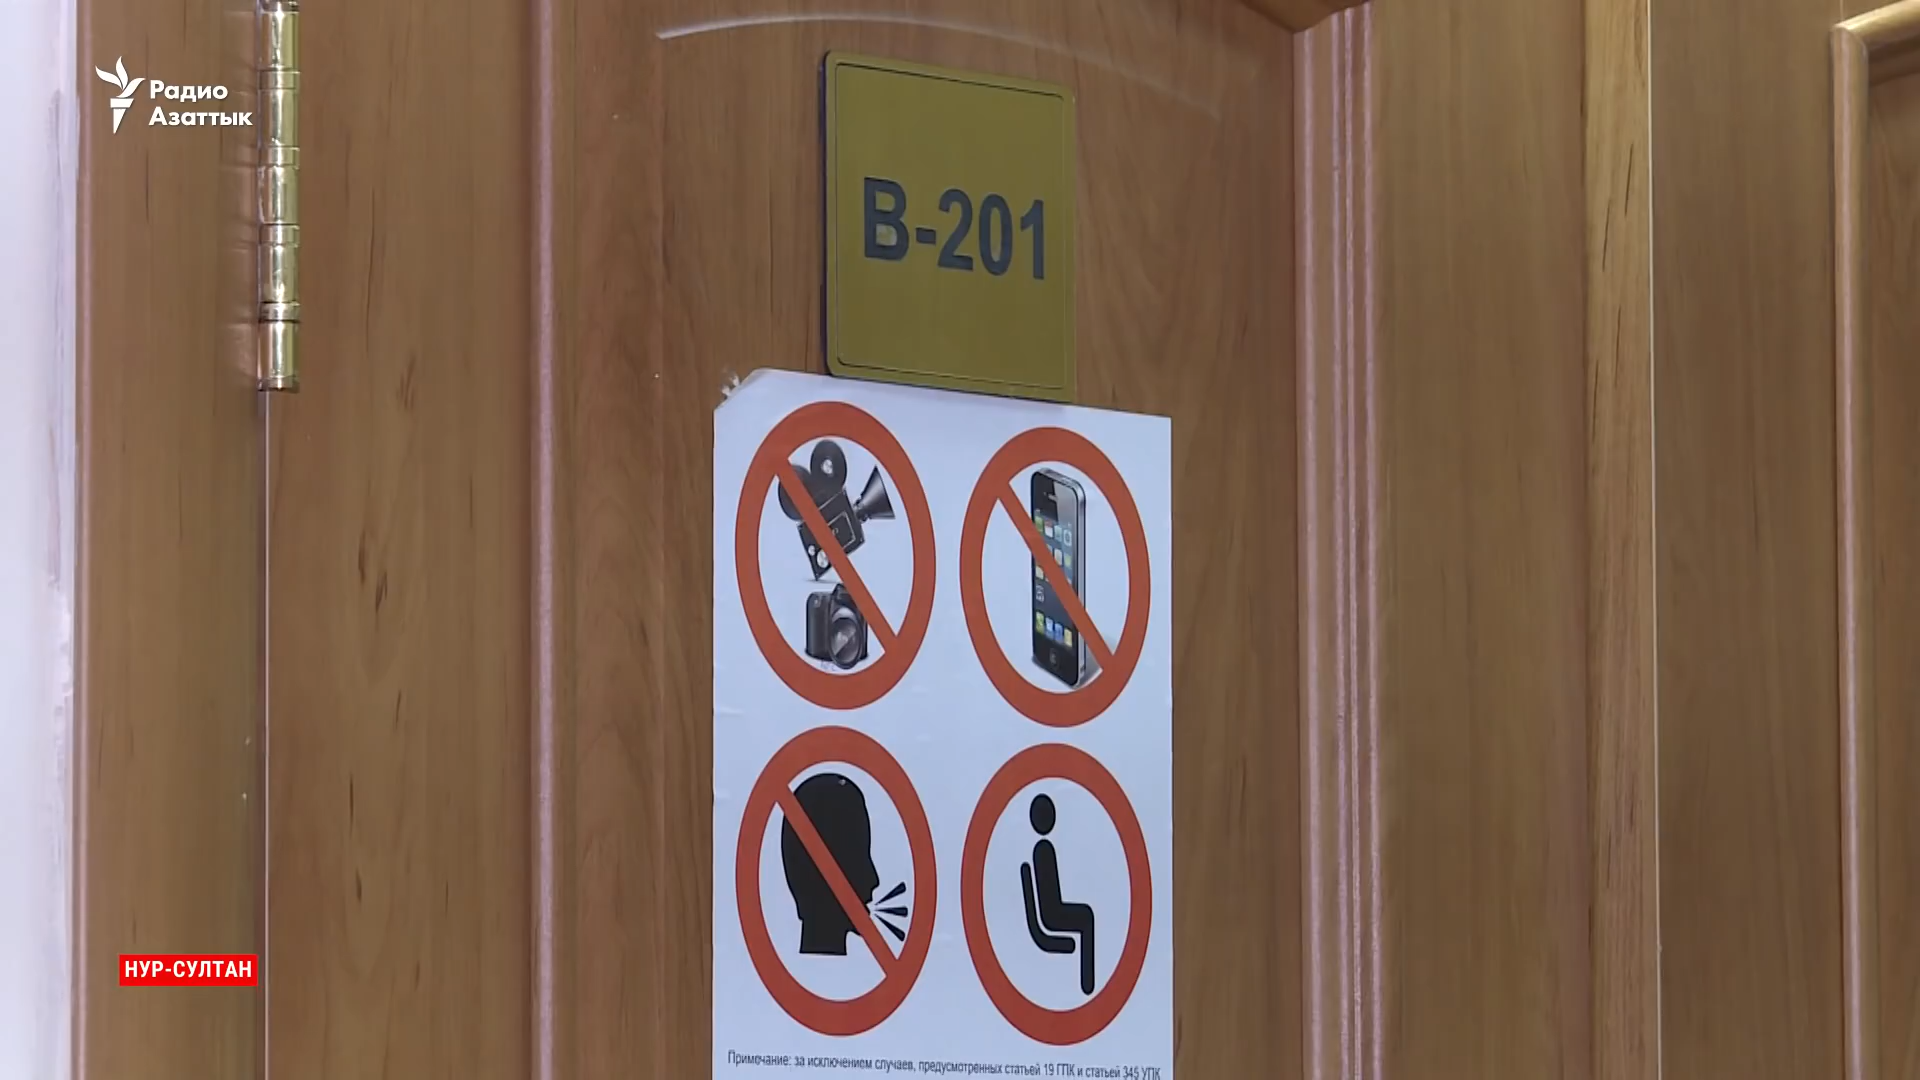 Радио
Азаттык
B-201
НУР-СУЛТАН
Примечание: за исключением случаев, предусмотренных статьей 19 ГПК и статьей 345 УПК